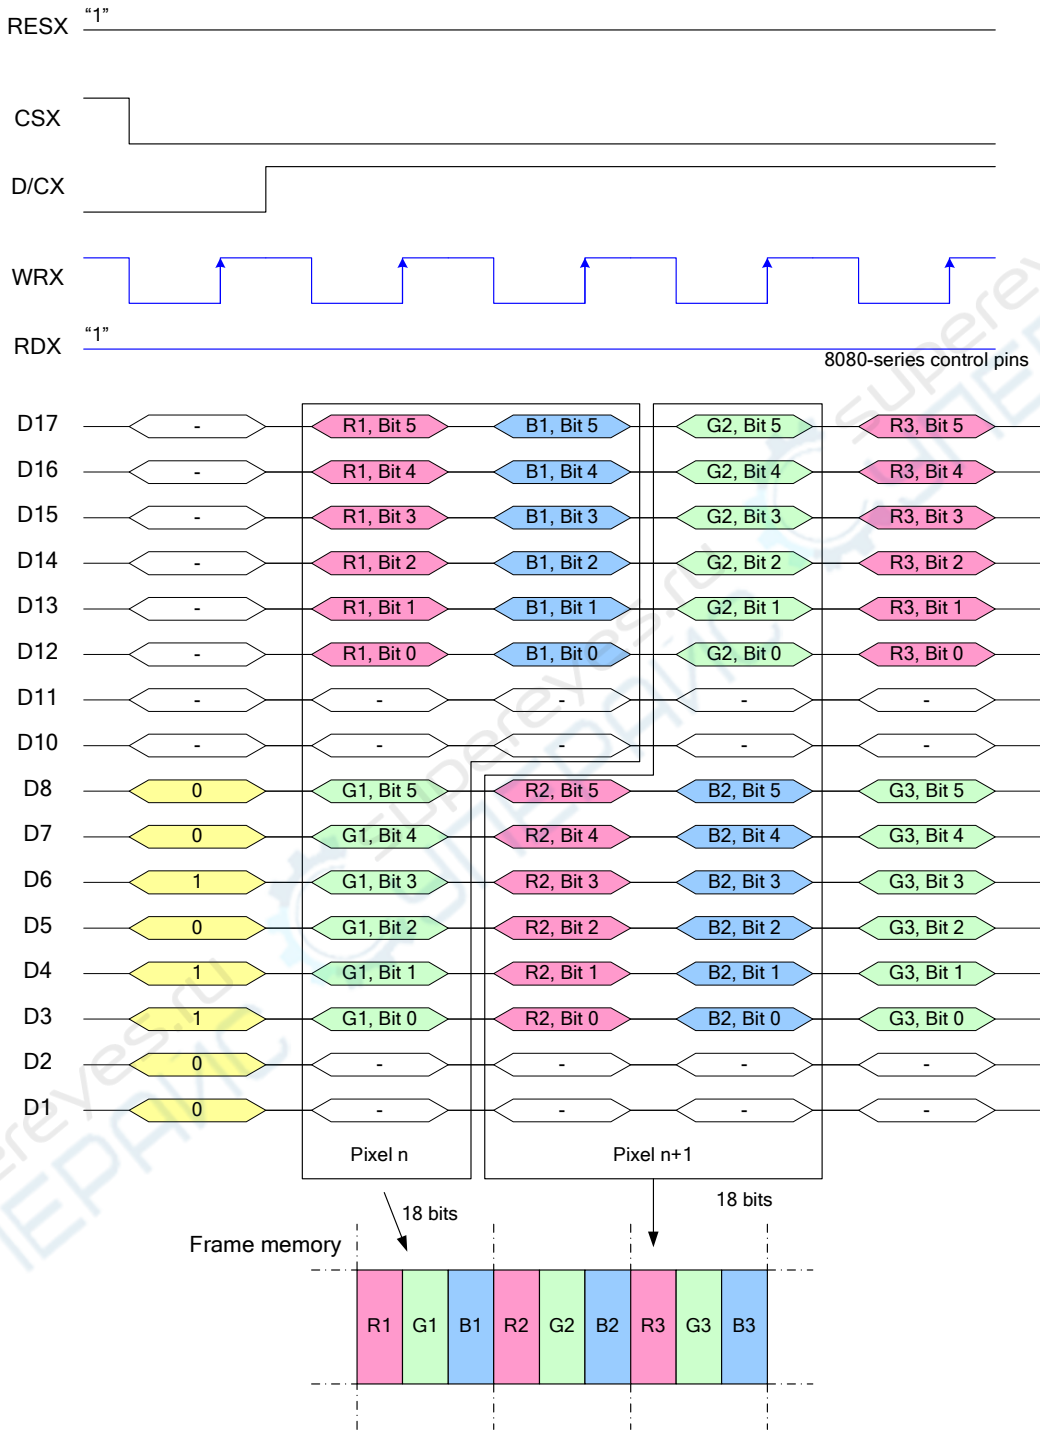 RESX "1"
CSX
D/CX
WRX
RDX "1"
8080-series control pins
D17 - R1, Bit 5 B1, Bit 5 G2, Bit 5 R3, Bit 5
D16 - R1, Bit 4 B1, Bit 4 G2, Bit 4 R3, Bit 4
D15 - R1, Bit 3 B1, Bit 3 G2, Bit 3 R3, Bit 3
D14 - R1, Bit 2 B1, Bit 2 G2, Bit 2 R3, Bit 2
D13 - R1, Bit 1 B1, Bit 1 G2, Bit 1 R3, Bit 1
D12 - R1, Bit 0 B1, Bit 0 G2, Bit 0 R3, Bit 0
D11 - - - - -
D10 - - - - -
D8 0 G1, Bit 5 R2, Bit 5 B2, Bit 5 G3, Bit 5
D7 0 G1, Bit 4 R2, Bit 4 B2, Bit 4 G3, Bit 4
D6 1 G1, Bit 3 R2, Bit 3 B2, Bit 3 G3, Bit 3
D5 0 G1, Bit 2 R2, Bit 2 B2, Bit 2 G3, Bit 2
D4 1 G1, Bit 1 R2, Bit 1 B2, Bit 1 G3, Bit 1
D3 1 G1, Bit 0 R2, Bit 0 B2, Bit 0 G3, Bit 0
D2 0 - - - -
D1 0 - - - -
Pixel n Pixel n+1
18 bits 18 bits
Frame memory
R1 G1 B1 R2 G2 B2 R3 G3 B3
supereyes.ru
СУПЕРАЙС